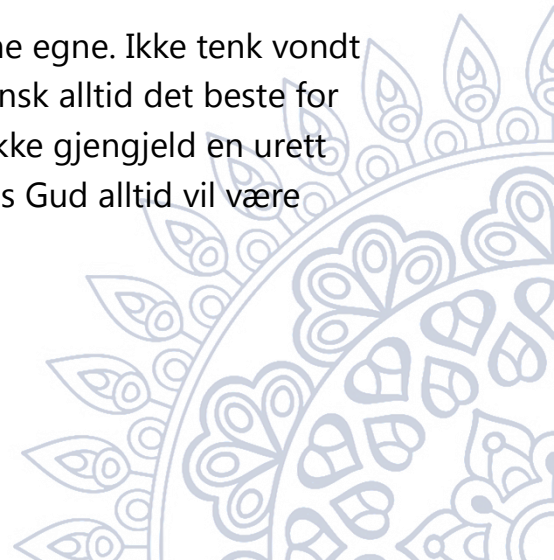 ne egne. Ikke tenk vondt
nsk alltid det beste for
kke gjengjeld en urett
s Gud alltid vil være